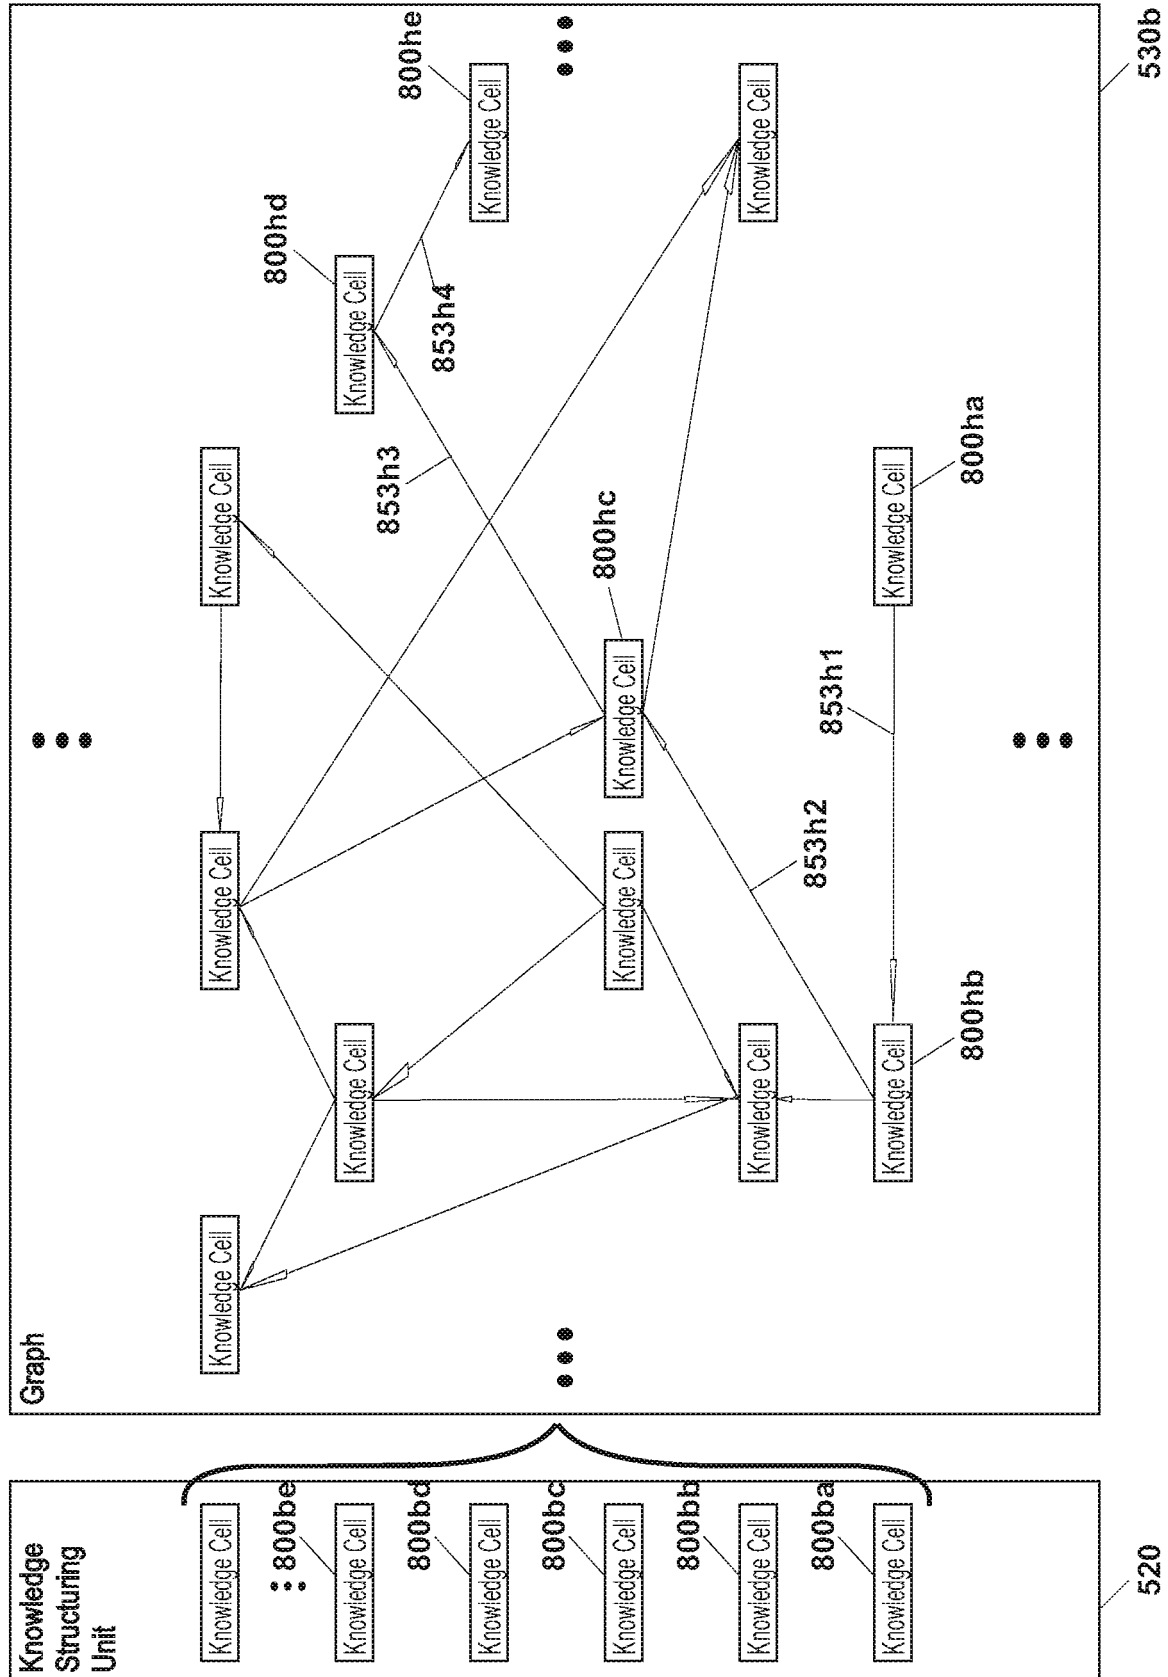 Knowledge
Structuring
Unit
Knowledge Cell
800be
Knowledge Cell
800bd
Knowledge Cell
800bc
Knowledge Cell
800bb
Knowledge Cell
800ba
Knowledge Cell
520
Graph
Knowledge Cell
Knowledge Cell
Knowledge Cell
800hd
Knowledge Cell
Knowledge Cell
853h3
800he
853h4
Knowledge Cell
800hc
Knowledge Cell
Knowledge Cell
Knowledge Cell
Knowledge Cell
853h2
853h1
Knowledge Cell
Knowledge Cell
800hb
800ha
530b